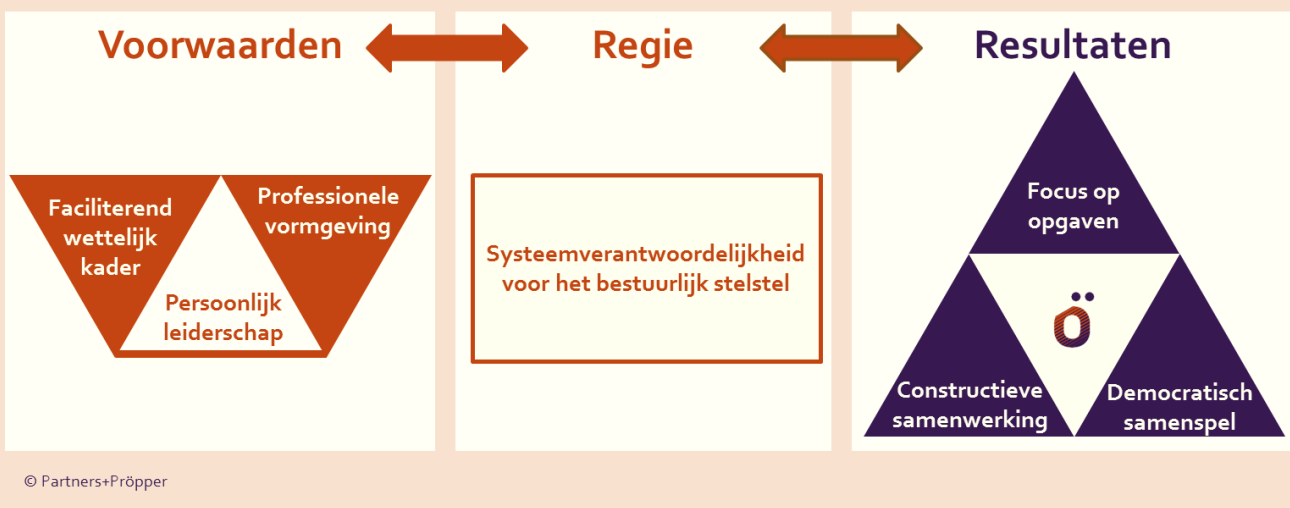 Voorwaarden
Regie
Resultaten
Faciliterend
wettelijk
kader
Professionele
vormgeving
Persoonlijk
leiderschap
Systeemverantwoordelijkheid
voor het bestuurlijk stelstel
Focus op
opgaven
Ö
Constructieve
samenwerking
Democratisch
samenspel
© Partners+Pröpper